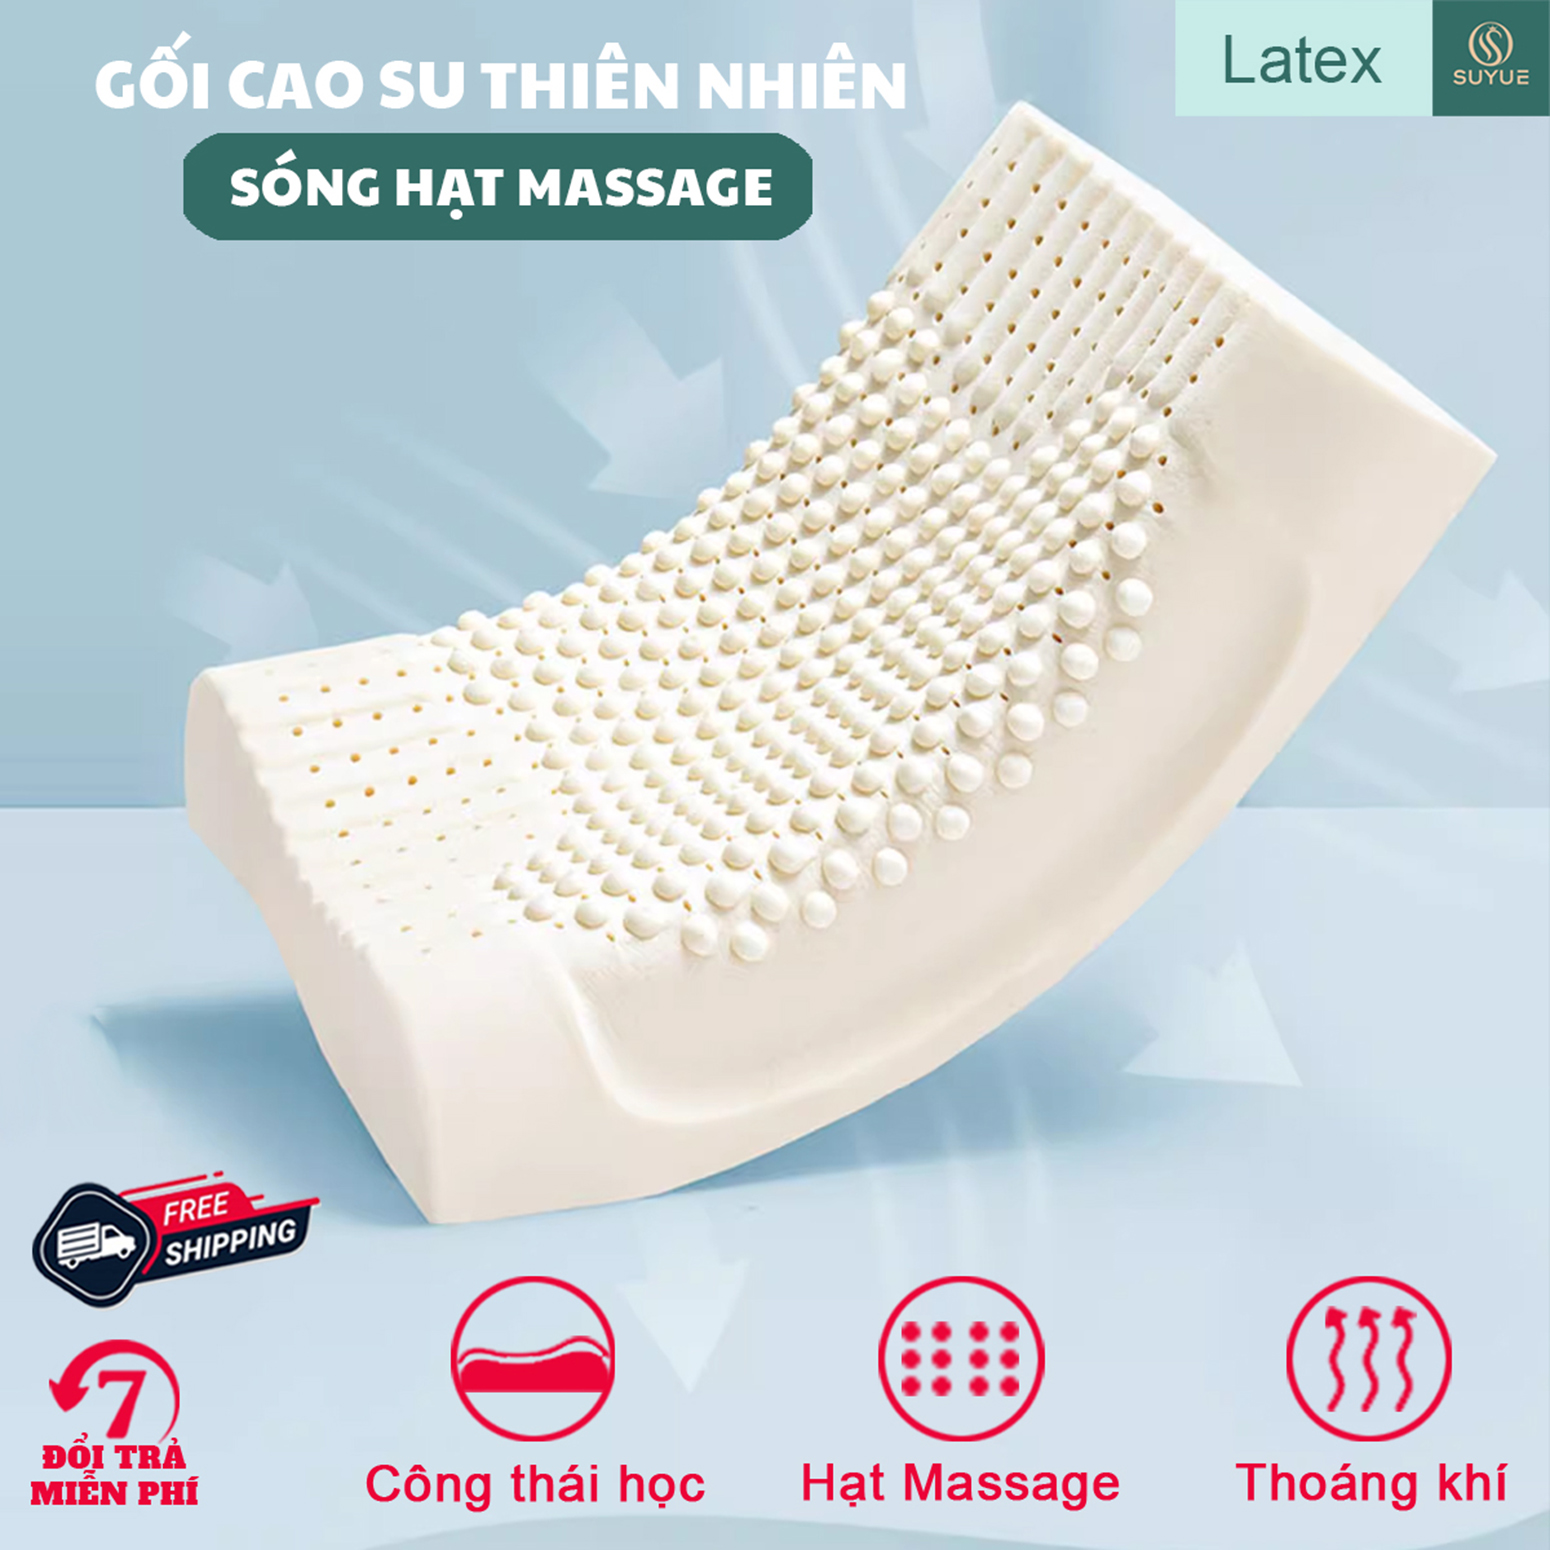 GỐI CAO SU THIÊN NHIÊN
SÓNG HẠT MASSAGE
Latex
SUYUE
FREE
SHIPPING
7
ĐỔI TRẢ
MIỄN PHÍ
Công thái học
Hạt Massage
Thoáng khí